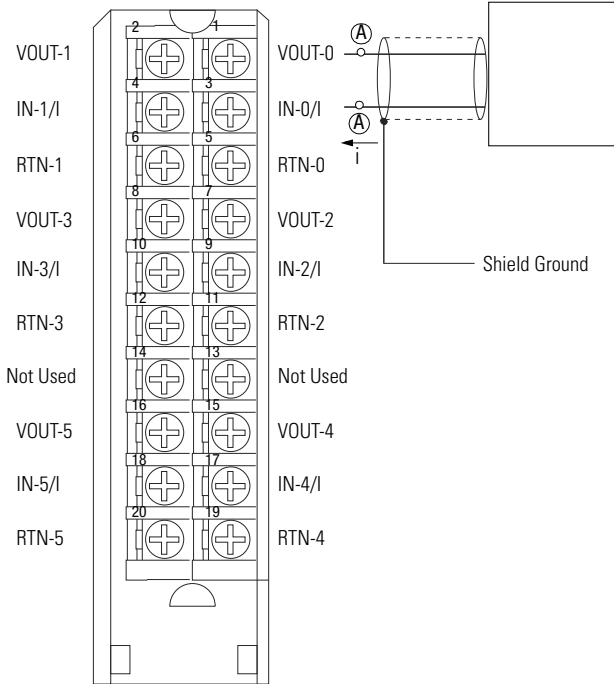 2 1
VOUT-1 VOUT-0 A
4 3
IN-1/I IN-0/I A
6 5
RTN-1 RTN-0 i
8 7
VOUT-3 VOUT-2
10 9
IN-3/I IN-2/I Shield Ground
12 11
RTN-3 RTN-2
14 13
Not Used Not Used
16 15
VOUT-5 VOUT-4
18 17
IN-5/I IN-4/I
20 19
RTN-5 RTN-4